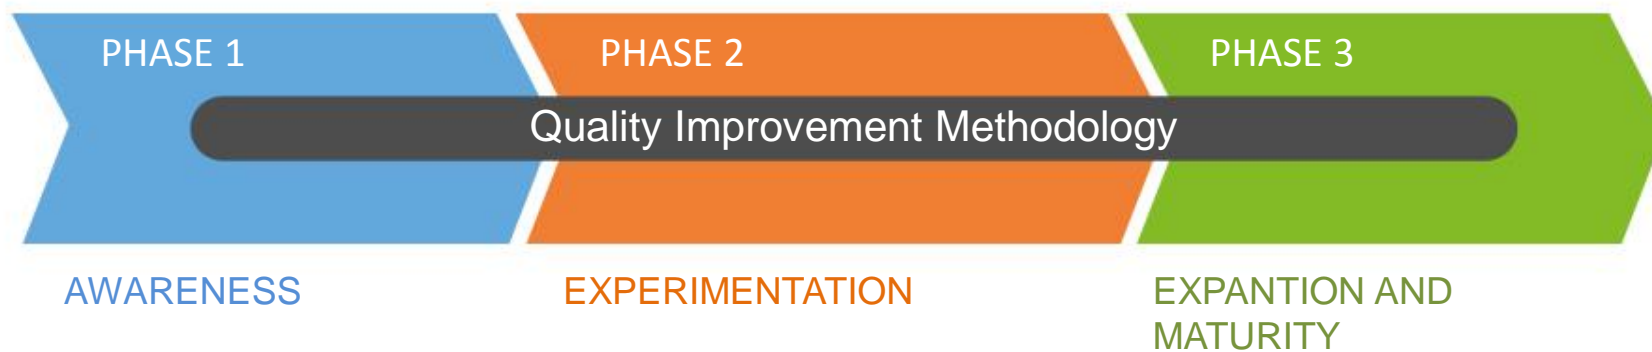 PHASE 1
PHASE 2
PHASE 3
Quality Improvement Methodology
AWARENESS
EXPERIMENTATION
EXPANTION AND
MATURITY